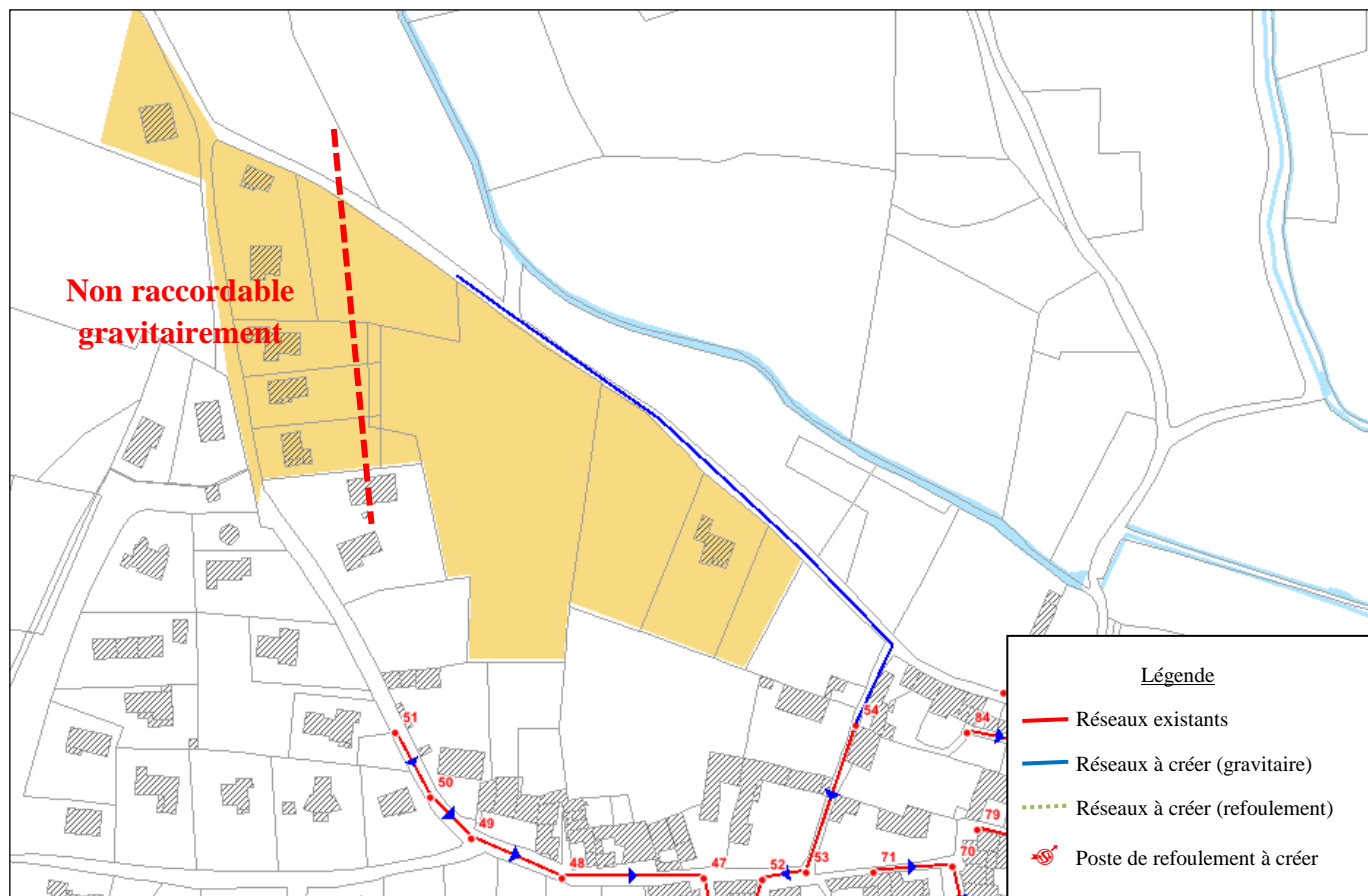 Non raccordable
gravitairement
51
50
49
48
47
52
53
54
71
70
79
84
Légende
Réseaux existants
Réseaux à créer (gravitaire)
Réseaux à créer (refoulement)
Poste de refoulement à créer